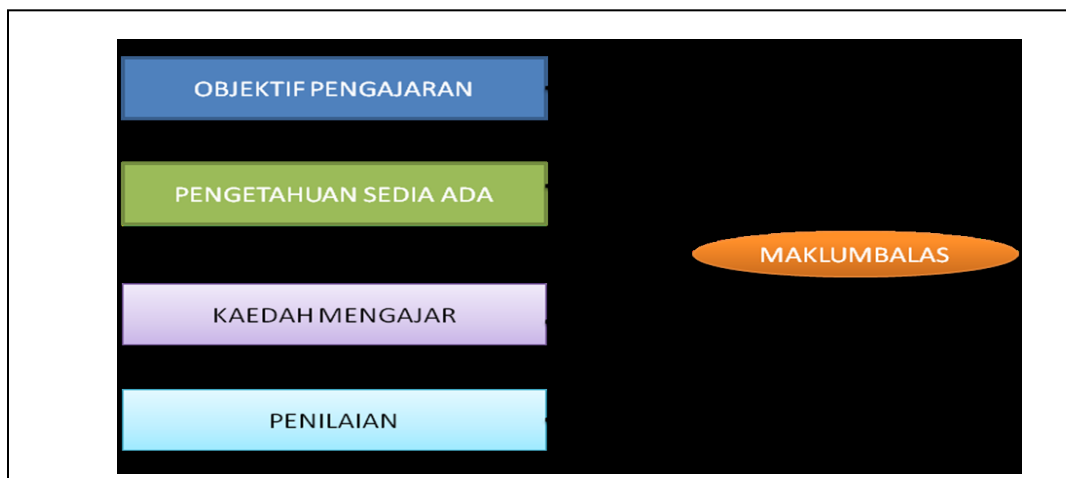 OBJEKTIF PENGAJARAN
PENGETAHUAN SEDIA ADA
MAKLUMBALAS
KAEDAH MENGAJAR
PENILAIAN